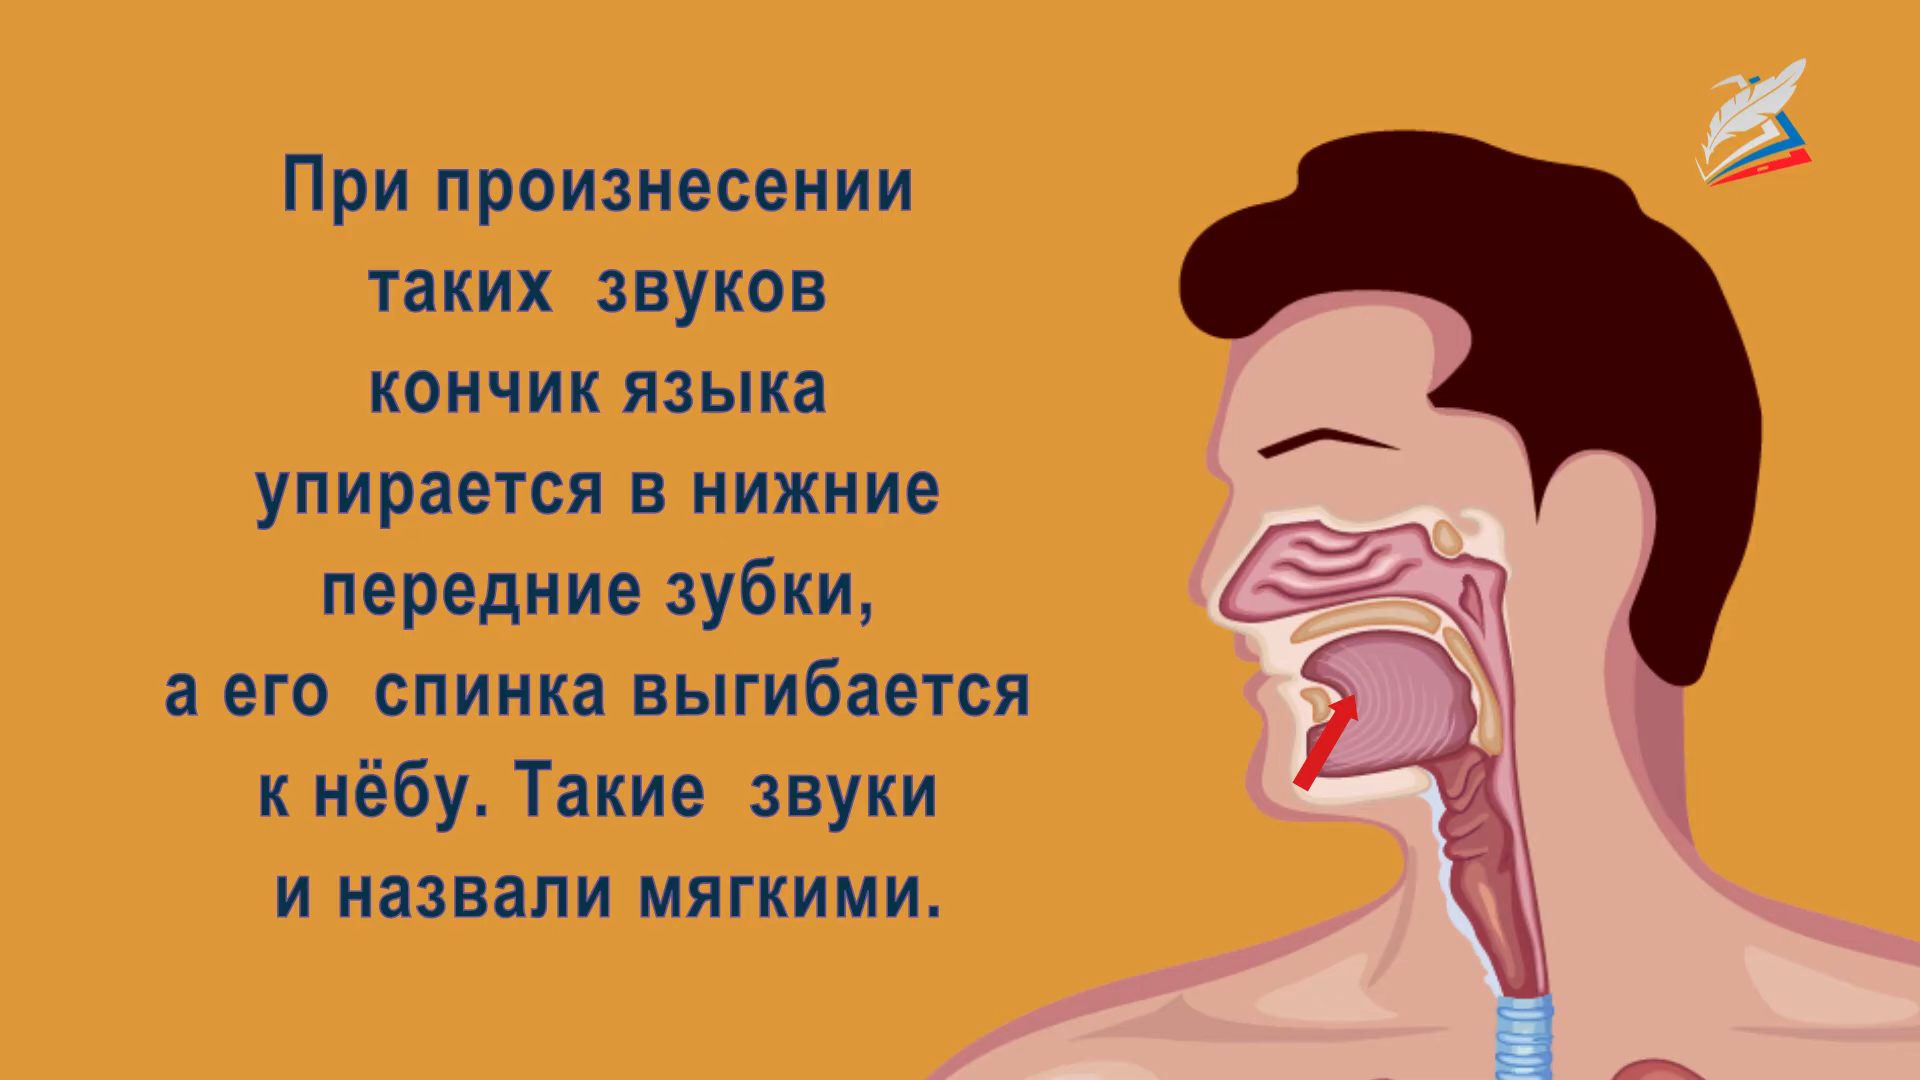 При произнесении
таких звуков
кончик языка
упирается в нижние
передние зубки,
а его спинка выгибается
к нёбу. Такие звуки
и назвали мягкими.